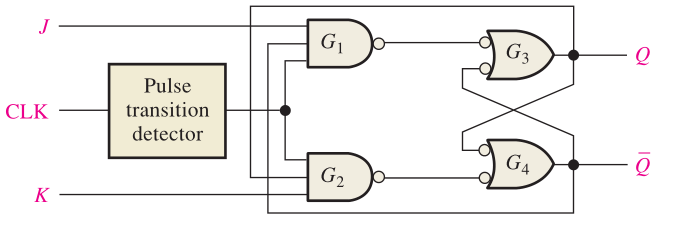 J
G1
G3
Q
Pulse
transition
detector
CLK
G2
G4
Q̅
K